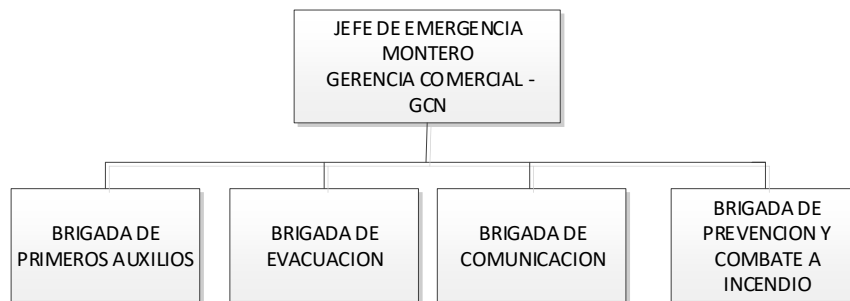 JEFE DE EMERGENCIA
MONTERO
GERENCIA COMERCIAL -
GCN
BRIGADA DE
PRIMEROS AUXILIOS
BRIGADA DE
EVACUACION
BRIGADA DE
COMUNICACION
BRIGADA DE
PREVENCION Y
COMBATE A
INCENDIO